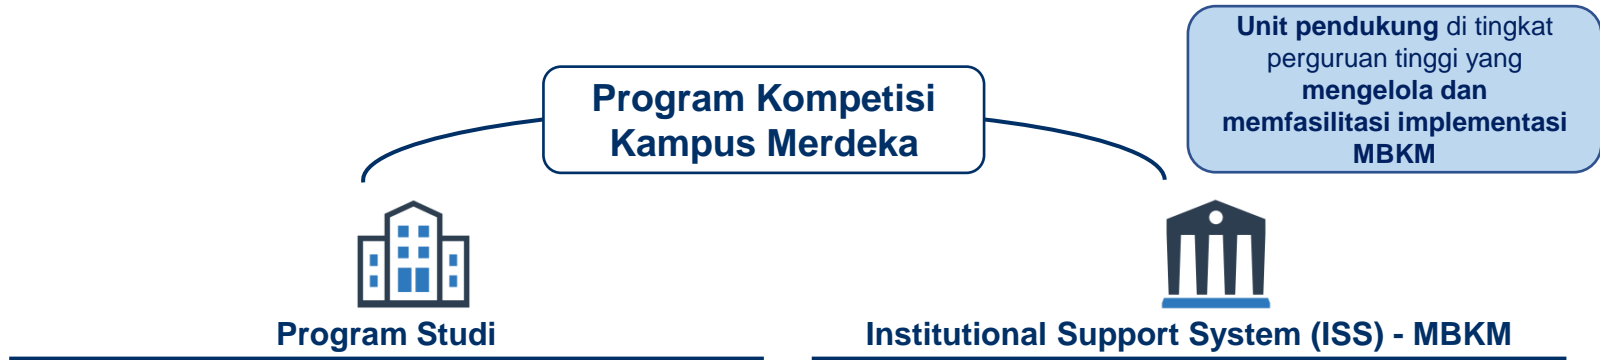 Unit pendukung di tingkat
perguruan tinggi yang
mengelola dan
memfasilitasi implementasi
MBKM
Program Kompetisi
Kampus Merdeka
Program Studi
Institutional Support System (ISS) - MBKM